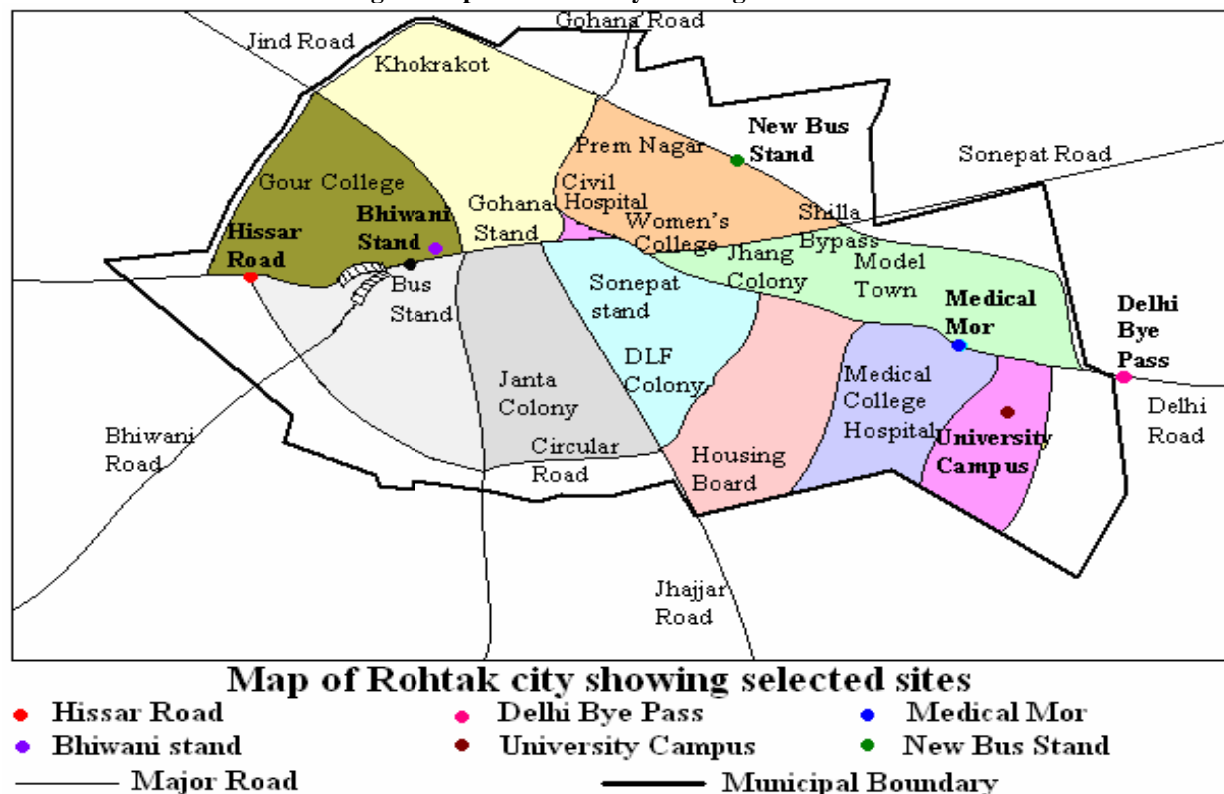 Gohana Road
Jind Road
Khokrakot
New Bus
Stand
Prem Nagar
Sonepat Road
Gour College
Civil
Hospital
Gohana
Stand
Bhiwani
Stand
Women's
College
Shilla
Bypass
Hissar
Road
Jhang
Colony
Model
Town
Bus
Stand
Sonepat
stand
Medical
Mor
Delhi
Bye
Pass
DLF
Colony
Janta
Colony
Medical
College
Hospital
Delhi
Road
Bhiwani
Road
Circular
Road
Housing
Board
University
Campus
Jhajjar
Road
Map of Rohtak city showing selected sites
Hissar Road
Delhi Bye Pass
Medical Mor
Bhiwani stand
University Campus
New Bus Stand
Major Road
Municipal Boundary